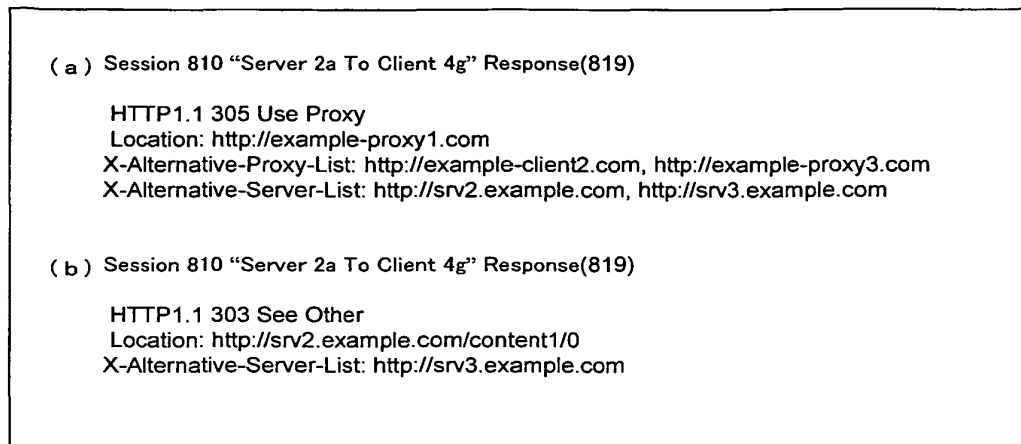 (a) Session 810 “Server 2a To Client 4g” Response(819)
HTTP1.1 305 Use Proxy
Location: http://example-proxy1.com
X-Alternative-Proxy-List: http://example-client2.com, http://example-proxy3.com
X-Alternative-Server-List: http://srv2.example.com, http://srv3.example.com
(b) Session 810 “Server 2a To Client 4g” Response(819)
HTTP1.1 303 See Other
Location: http://srv2.example.com/content1/0
X-Alternative-Server-List: http://srv3.example.com